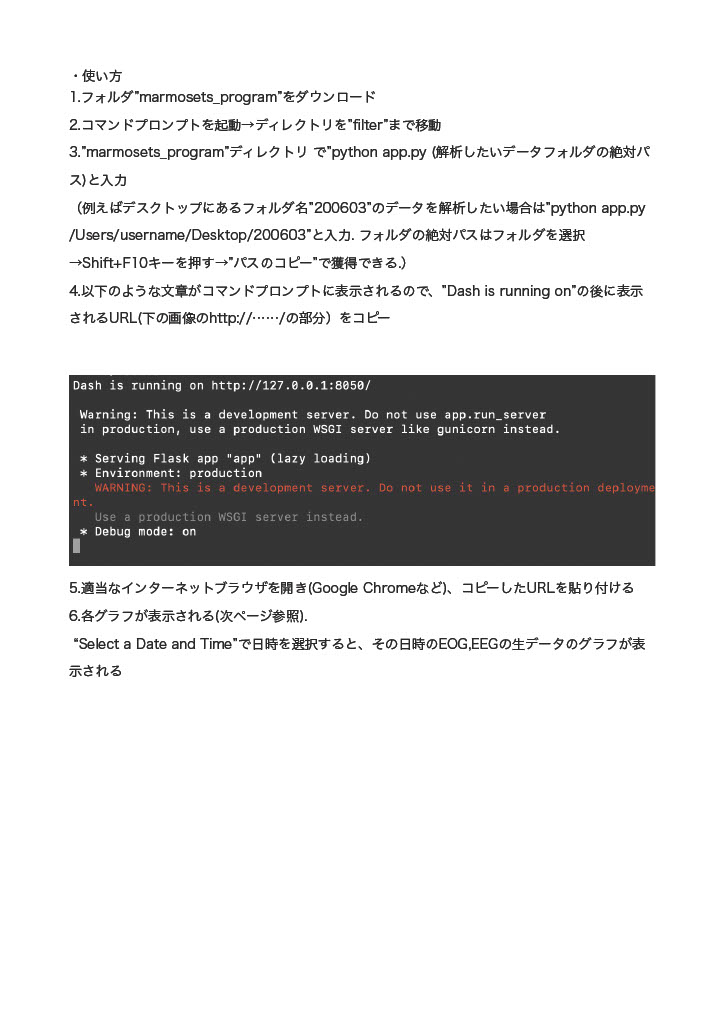 ・使い方
1.フォルダ”marmosets_program”をダウンロード
2.コマンドプロンプトを起動→ディレクトリを”filter”まで移動
3.”marmosets_program”ディレクトリ で”python app.py (解析したいデータフォルダの絶対パ
ス)と入力
（例えばデスクトップにあるフォルダ名”200603”のデータを解析したい場合は”python app.py
/Users/username/Desktop/200603”と入力. フォルダの絶対パスはフォルダを選択
→Shift+F10キーを押す→”パスのコピー”で獲得できる.）
4.以下のような文章がコマンドプロンプトに表示されるので、”Dash is running on”の後に表示
されるURL(下の画像のhttp://……/の部分）をコピー
Dash is running on http://127.0.0.1:8050/
Warning: This is a development server. Do not use app.run_server
in production, use a production WSGI server like gunicorn instead.
* Serving Flask app "app" (lazy loading)
* Environment: production
WARNING: This is a development server. Do not use it in a production deployme
nt.
Use a production WSGI server instead.
* Debug mode: on
5.適当なインターネットブラウザを開き(Google Chromeなど)、コピーしたURLを貼り付ける
6.各グラフが表示される(次ページ参照).
“Select a Date and Time”で日時を選択すると、その日時のEOG,EEGの生データのグラフが表
示される